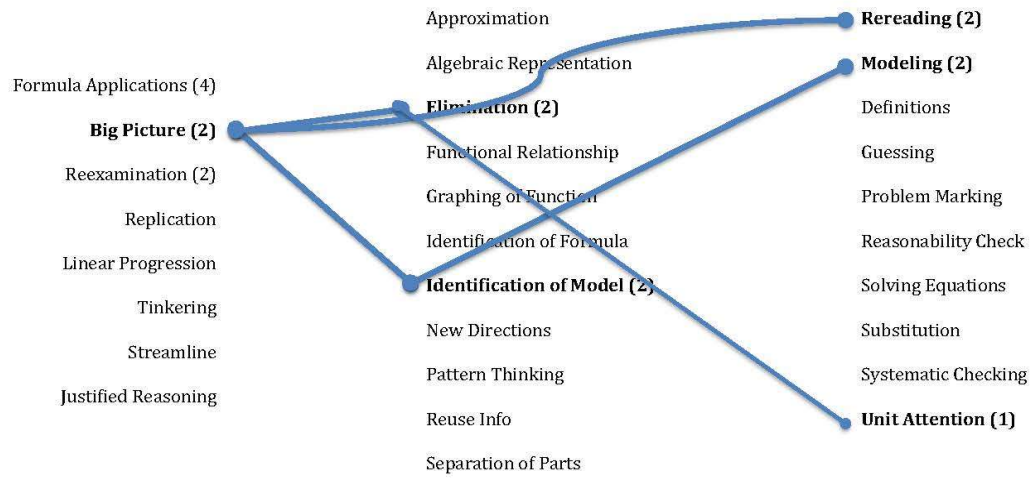 Formula Applications (4)
Big Picture (2)
Reexamination (2)
Replication
Linear Progression
Tinkering
Streamline
Justified Reasoning
Approximation
Algebraic Representation
Elimination (2)
Functional Relationship
Graphing of Function
Identification of Formula
Identification of Model (2)
New Directions
Pattern Thinking
Reuse Info
Separation of Parts
Rereading (2)
Modeling (2)
Definitions
Guessing
Problem Marking
Reasonability Check
Solving Equations
Substitution
Systematic Checking
Unit Attention (1)